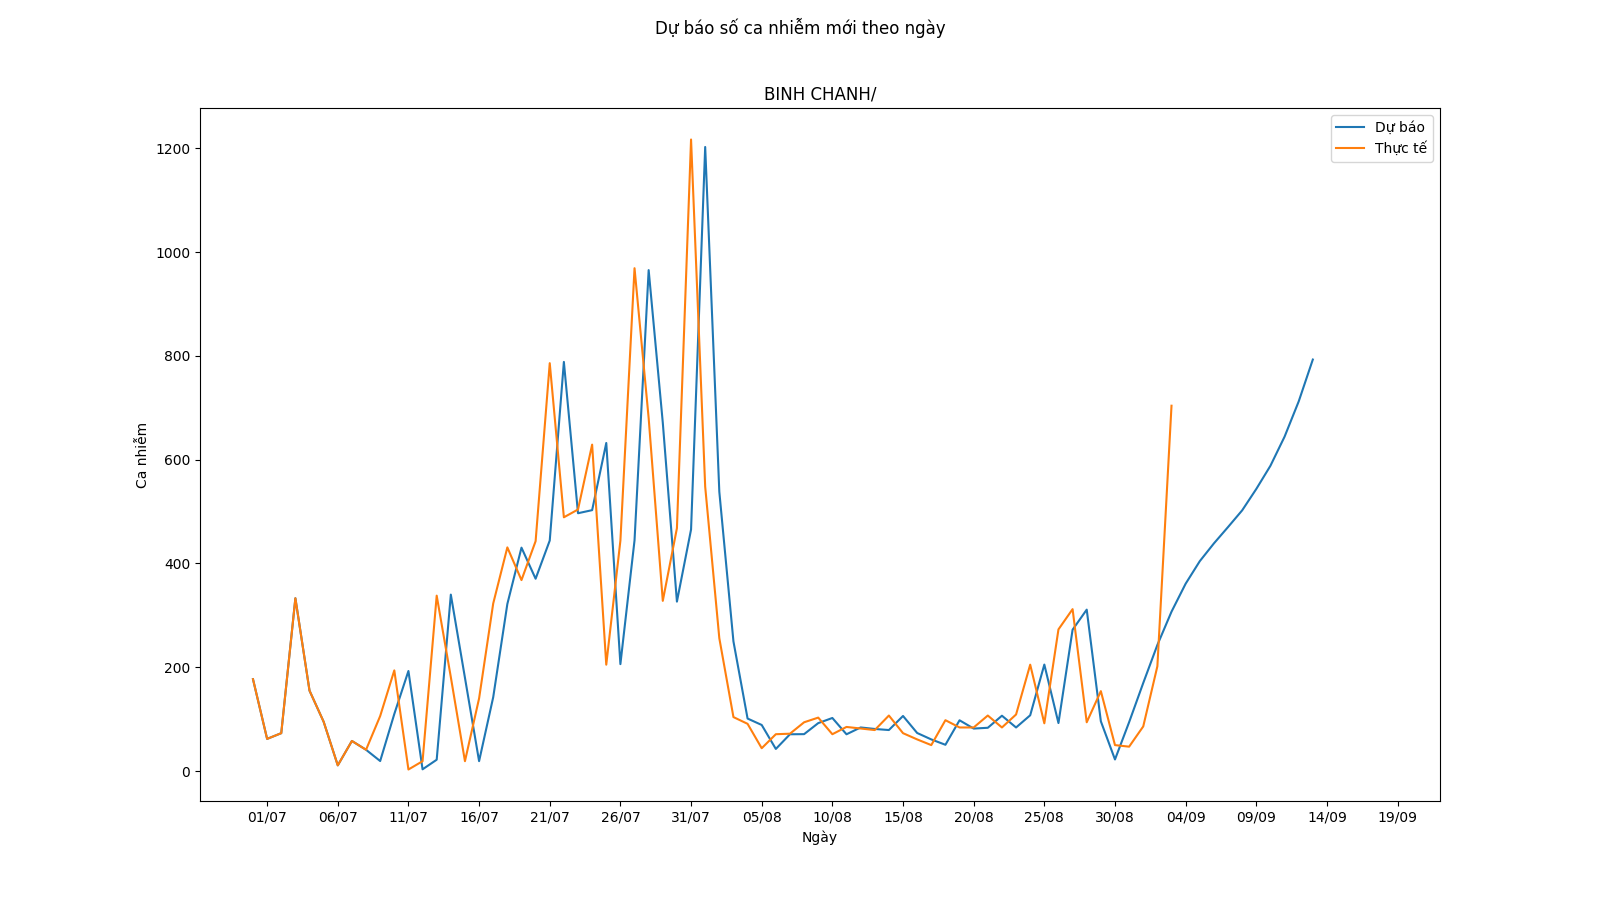 Dự báo số ca nhiễm mới theo ngày
BINH CHANH/
Dự báo
Thực tế
Ca nhiễm
1200
1000
800
600
400
200
0
01/07 06/07 11/07 16/07 21/07 26/07 31/07 05/08 10/08 15/08 20/08 25/08 30/08 04/09 09/09 14/09 19/09
Ngày